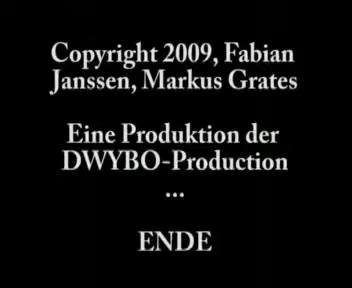 Copyright 2009, Fabian
Janssen, Markus Grates
Eine Produktion der
DWYBO-Production
...
ENDE